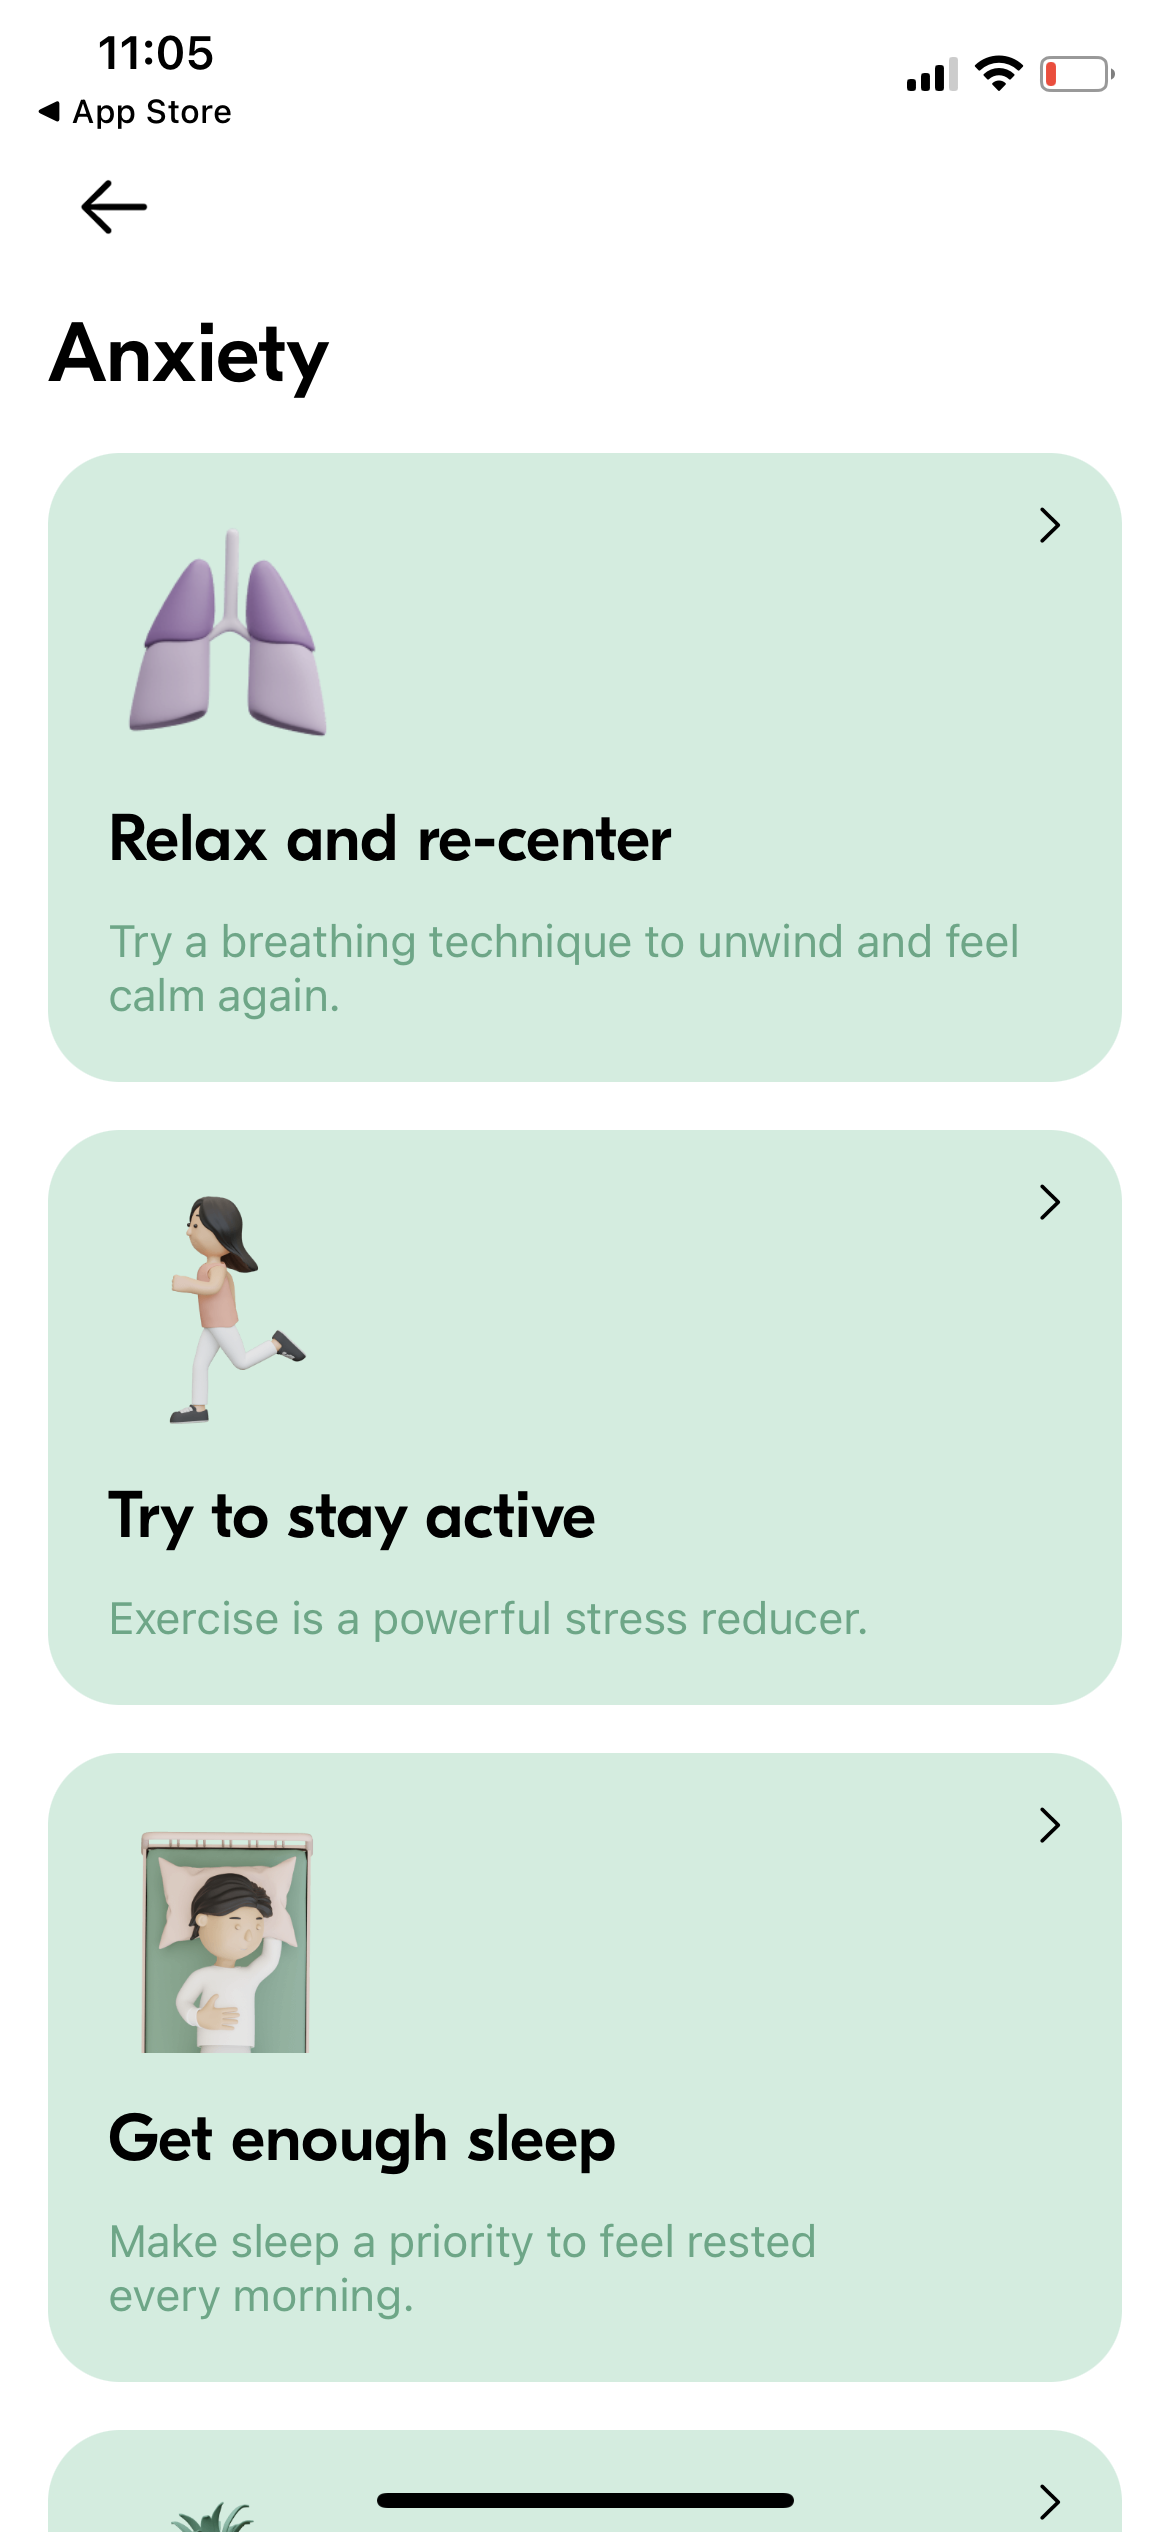 11:05
App Store
Anxiety
Relax and re-center
Try a breathing technique to unwind and feel
calm again.
Try to stay active
Exercise is a powerful stress reducer.
Get enough sleep
Make sleep a priority to feel rested
every morning.